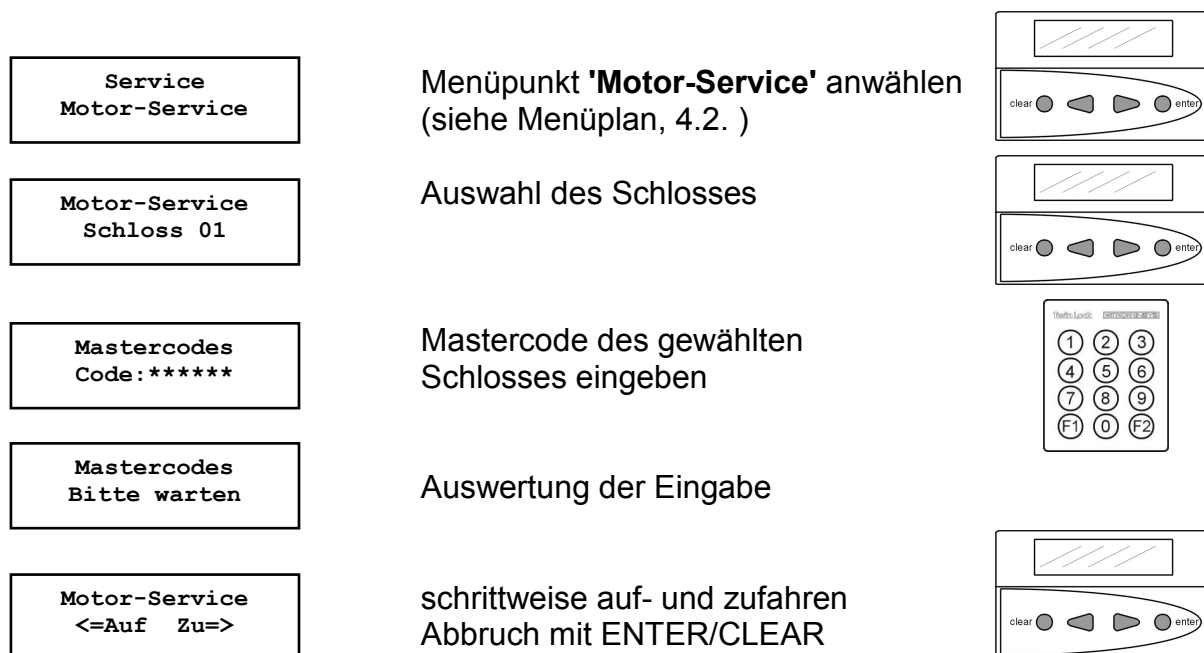 Service
Motor-Service
Menüpunkt 'Motor-Service' anwählen
(siehe Menüplan, 4.2. )
clear enter
Motor-Service
Schloss 01
Auswahl des Schlosses
clear enter
Mastercodes
Code:******
Mastercode des gewählten
Schlosses eingeben
Twin Lock
1 2 3
4 5 6
7 8 9
F1 0 F2
Mastercodes
Bitte warten
Auswertung der Eingabe
Motor-Service
<=Auf Zu=>
schrittweise auf- und zufahren
Abbruch mit ENTER/CLEAR
clear enter